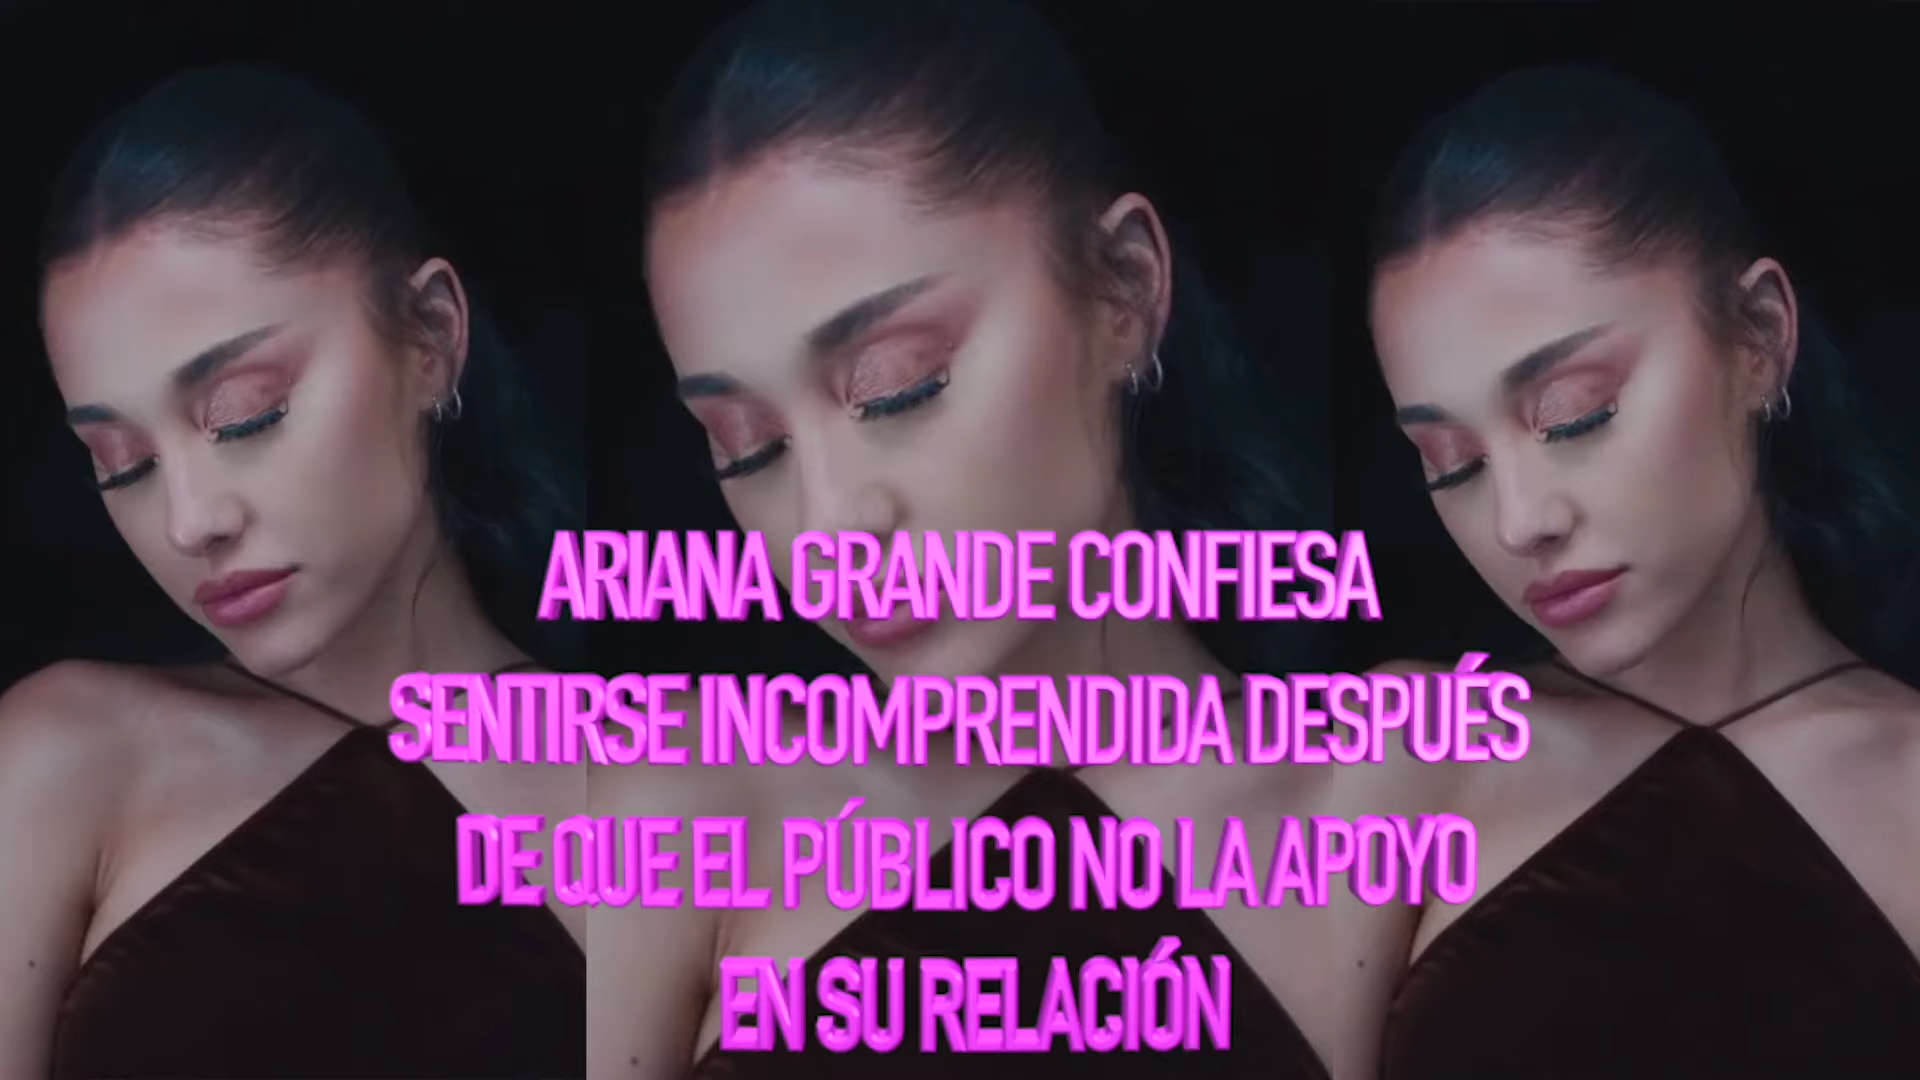 ARIANA GRANDE CONFIESA
SENTIRSE INCOMPRENDIDA DESPUÉS
DE QUE EL PÚBLICO NO LA APOYO
EN SU RELACIÓN